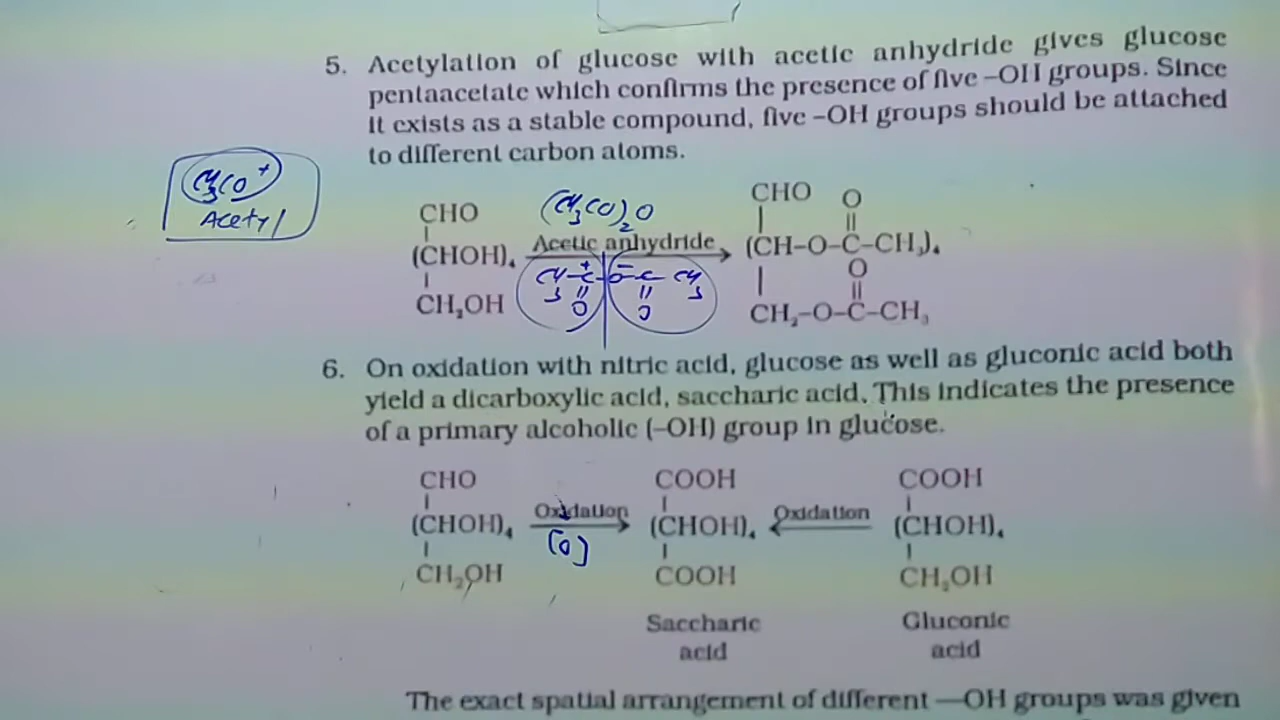 5. Acetylation of glucose with acetic anhydride gives glucose
pentaacetate which confirms the presence of five –OH groups. Since
it exists as a stable compound, five –OH groups should be attached
to different carbon atoms.
CH₃CO⁺
Acetyl
CHO
(CHOH)₄
CH₂OH
(CH₃CO)₂O
Acetic anhydride
CH₃–C⁺–O⁻–C–CH₃
O O
CHO O
(CH–O–C–CH₃)₄
O
CH₂–O–C–CH₃
6. On oxidation with nitric acid, glucose as well as gluconic acid both
yield a dicarboxylic acid, saccharic acid. This indicates the presence
of a primary alcoholic (–OH) group in glucose.
CHO COOH COOH
(CHOH)₄ Oxidation (CHOH)₄ Oxidation (CHOH)₄
[O]
CH₂OH COOH CH₂OH
Saccharic Gluconic
acid acid
The exact spatial arrangement of different —OH groups was given